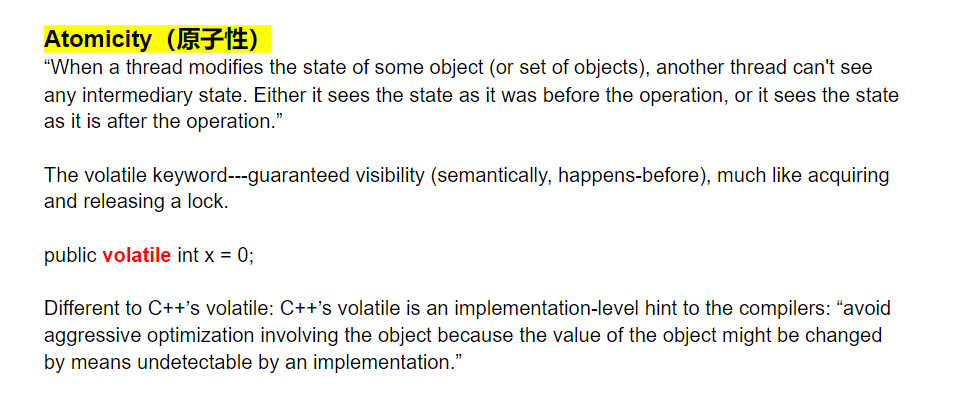 Atomicity（原子性）
“When a thread modifies the state of some object (or set of objects), another thread can't see
any intermediary state. Either it sees the state as it was before the operation, or it sees the state
as it is after the operation.”
The volatile keyword---guaranteed visibility (semantically, happens-before), much like acquiring
and releasing a lock.
public volatile int x = 0;
Different to C++’s volatile: C++’s volatile is an implementation-level hint to the compilers: “avoid
aggressive optimization involving the object because the value of the object might be changed
by means undetectable by an implementation.”